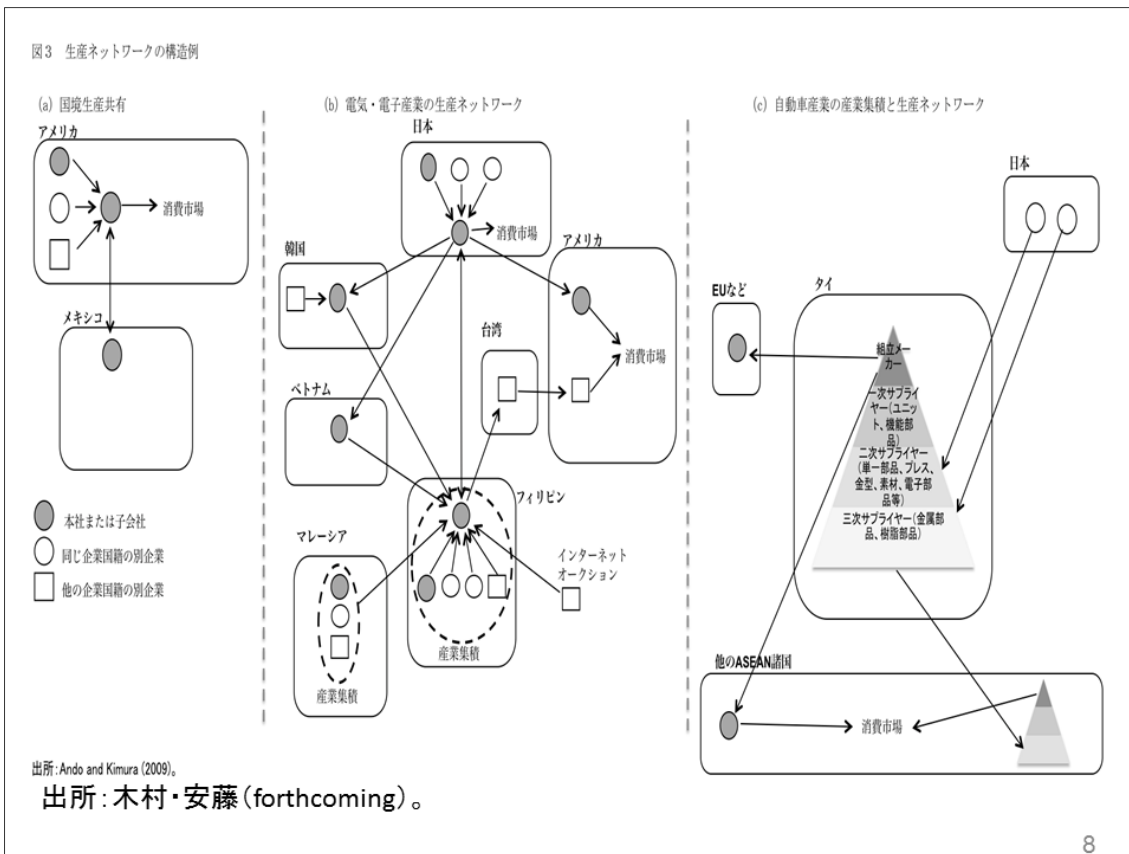 図3 生産ネットワークの構造例
(a) 国境生産共有
アメリカ
消費市場
メキシコ
本社または子会社
同じ企業国籍の別企業
他の企業国籍の別企業
(b) 電気・電子産業の生産ネットワーク
日本
消費市場
韓国
アメリカ
台湾
消費市場
ベトナム
フィリピン
マレーシア
インターネット
オークション
産業集積
産業集積
(c) 自動車産業の産業集積と生産ネットワーク
日本
EUなど
タイ
組立メー
カー
一次サプライ
ヤー(ユニッ
ト、機能部
品)
二次サプライヤー
(単一部品、プレス、
金型、素材、電子部
品等)
三次サプライヤー(金属部
品、樹脂部品)
他のASEAN諸国
消費市場
出所:Ando and Kimura (2009)。
出所:木村・安藤(forthcoming)。
8